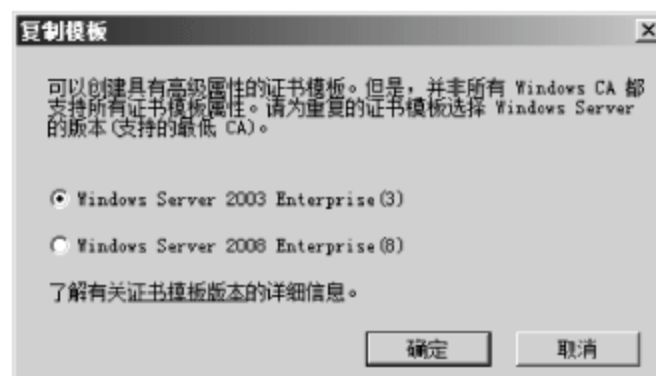 复制模板
可以创建具有高级属性的证书模板。但是，并非所有 Windows CA 都
支持所有证书模板属性。请为重复的证书模板选择 Windows Server
的版本(支持的最低 CA)。
Windows Server 2003 Enterprise(3)
Windows Server 2008 Enterprise(8)
了解有关证书模板版本的详细信息。
确定
取消